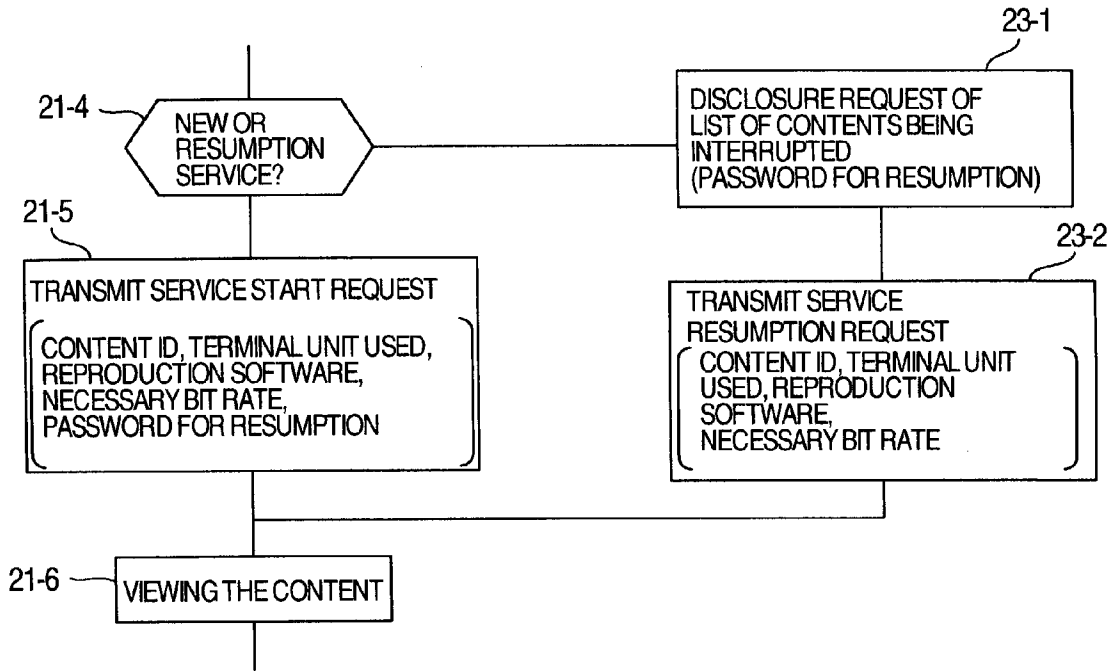 21-4
NEW OR
RESUMPTION
SERVICE?
23-1
DISCLOSURE REQUEST OF
LIST OF CONTENTS BEING
INTERRUPTED
(PASSWORD FOR RESUMPTION)
21-5
TRANSMIT SERVICE START REQUEST
CONTENT ID, TERMINAL UNIT USED,
REPRODUCTION SOFTWARE,
NECESSARY BIT RATE,
PASSWORD FOR RESUMPTION
23-2
TRANSMIT SERVICE
RESUMPTION REQUEST
CONTENT ID, TERMINAL UNIT
USED, REPRODUCTION
SOFTWARE,
NECESSARY BIT RATE
21-6
VIEWING THE CONTENT